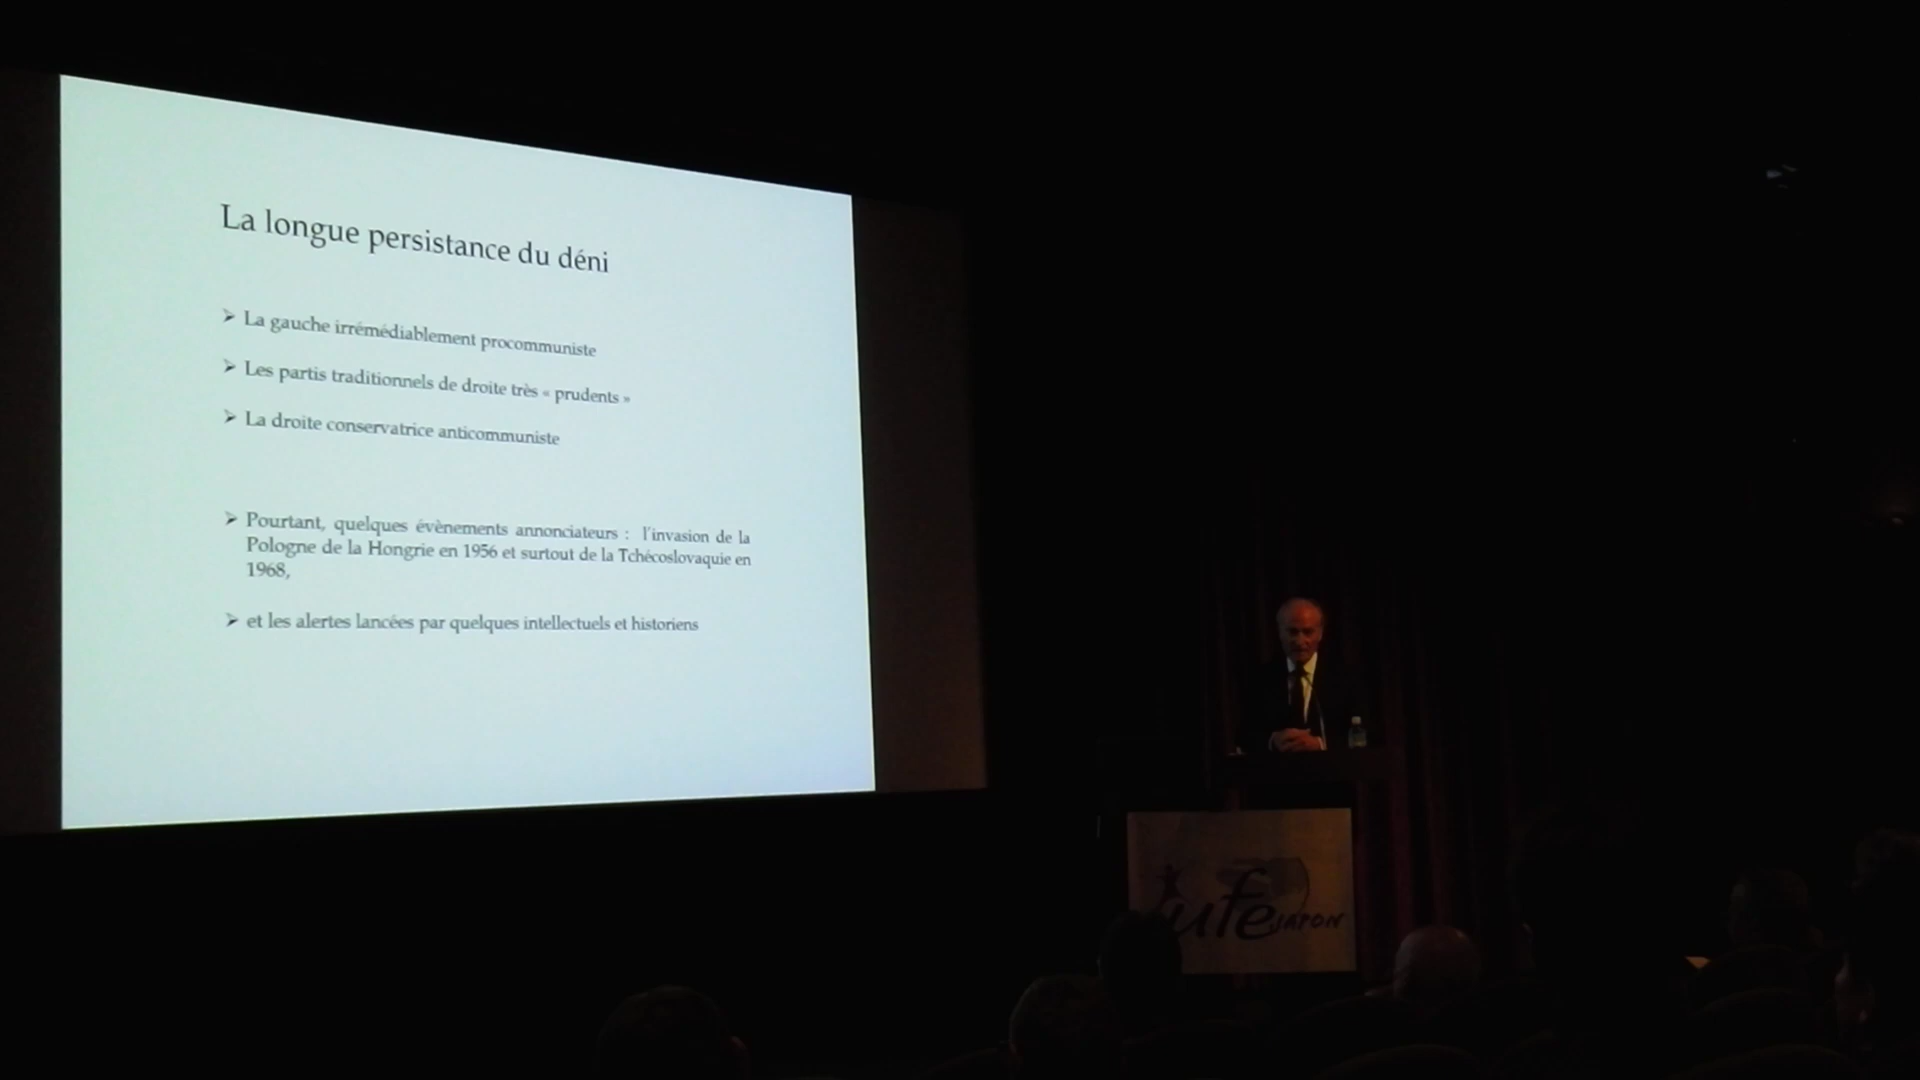 La longue persistance du déni
➢ La gauche irrémédiablement procommuniste
➢ Les partis traditionnels de droite très « prudents »
➢ La droite conservatrice anticommuniste
➢ Pourtant, quelques évènements annonciateurs : l'invasion de la
Pologne de la Hongrie en 1956 et surtout de la Tchécoslovaquie en
1968,
➢ et les alertes lancées par quelques intellectuels et historiens
ufe JAPON